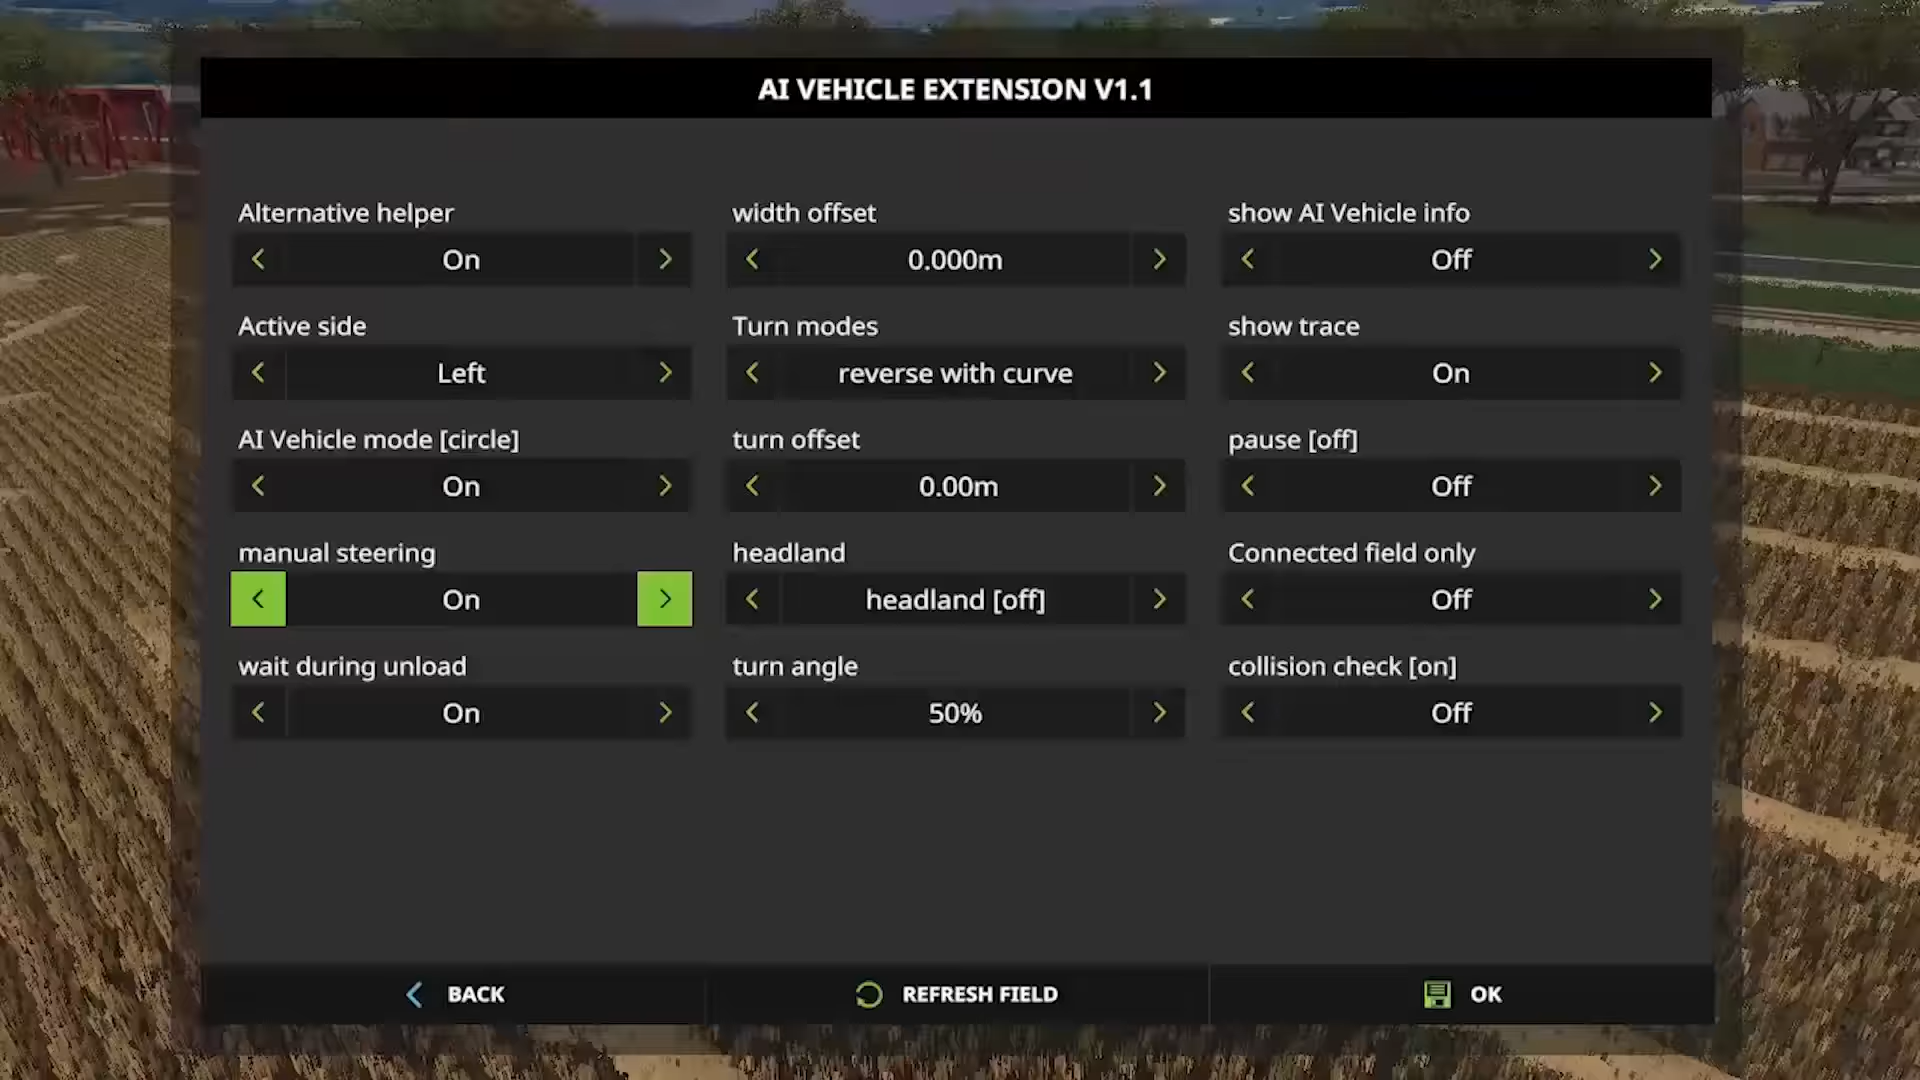 AI VEHICLE EXTENSION V1.1
Alternative helper
On
Active side
Left
AI Vehicle mode [circle]
On
manual steering
On
wait during unload
On
width offset
0.000m
Turn modes
reverse with curve
turn offset
0.00m
headland
headland [off]
turn angle
50%
show AI Vehicle info
Off
show trace
On
pause [off]
Off
Connected field only
Off
collision check [on]
Off
BACK
REFRESH FIELD
OK